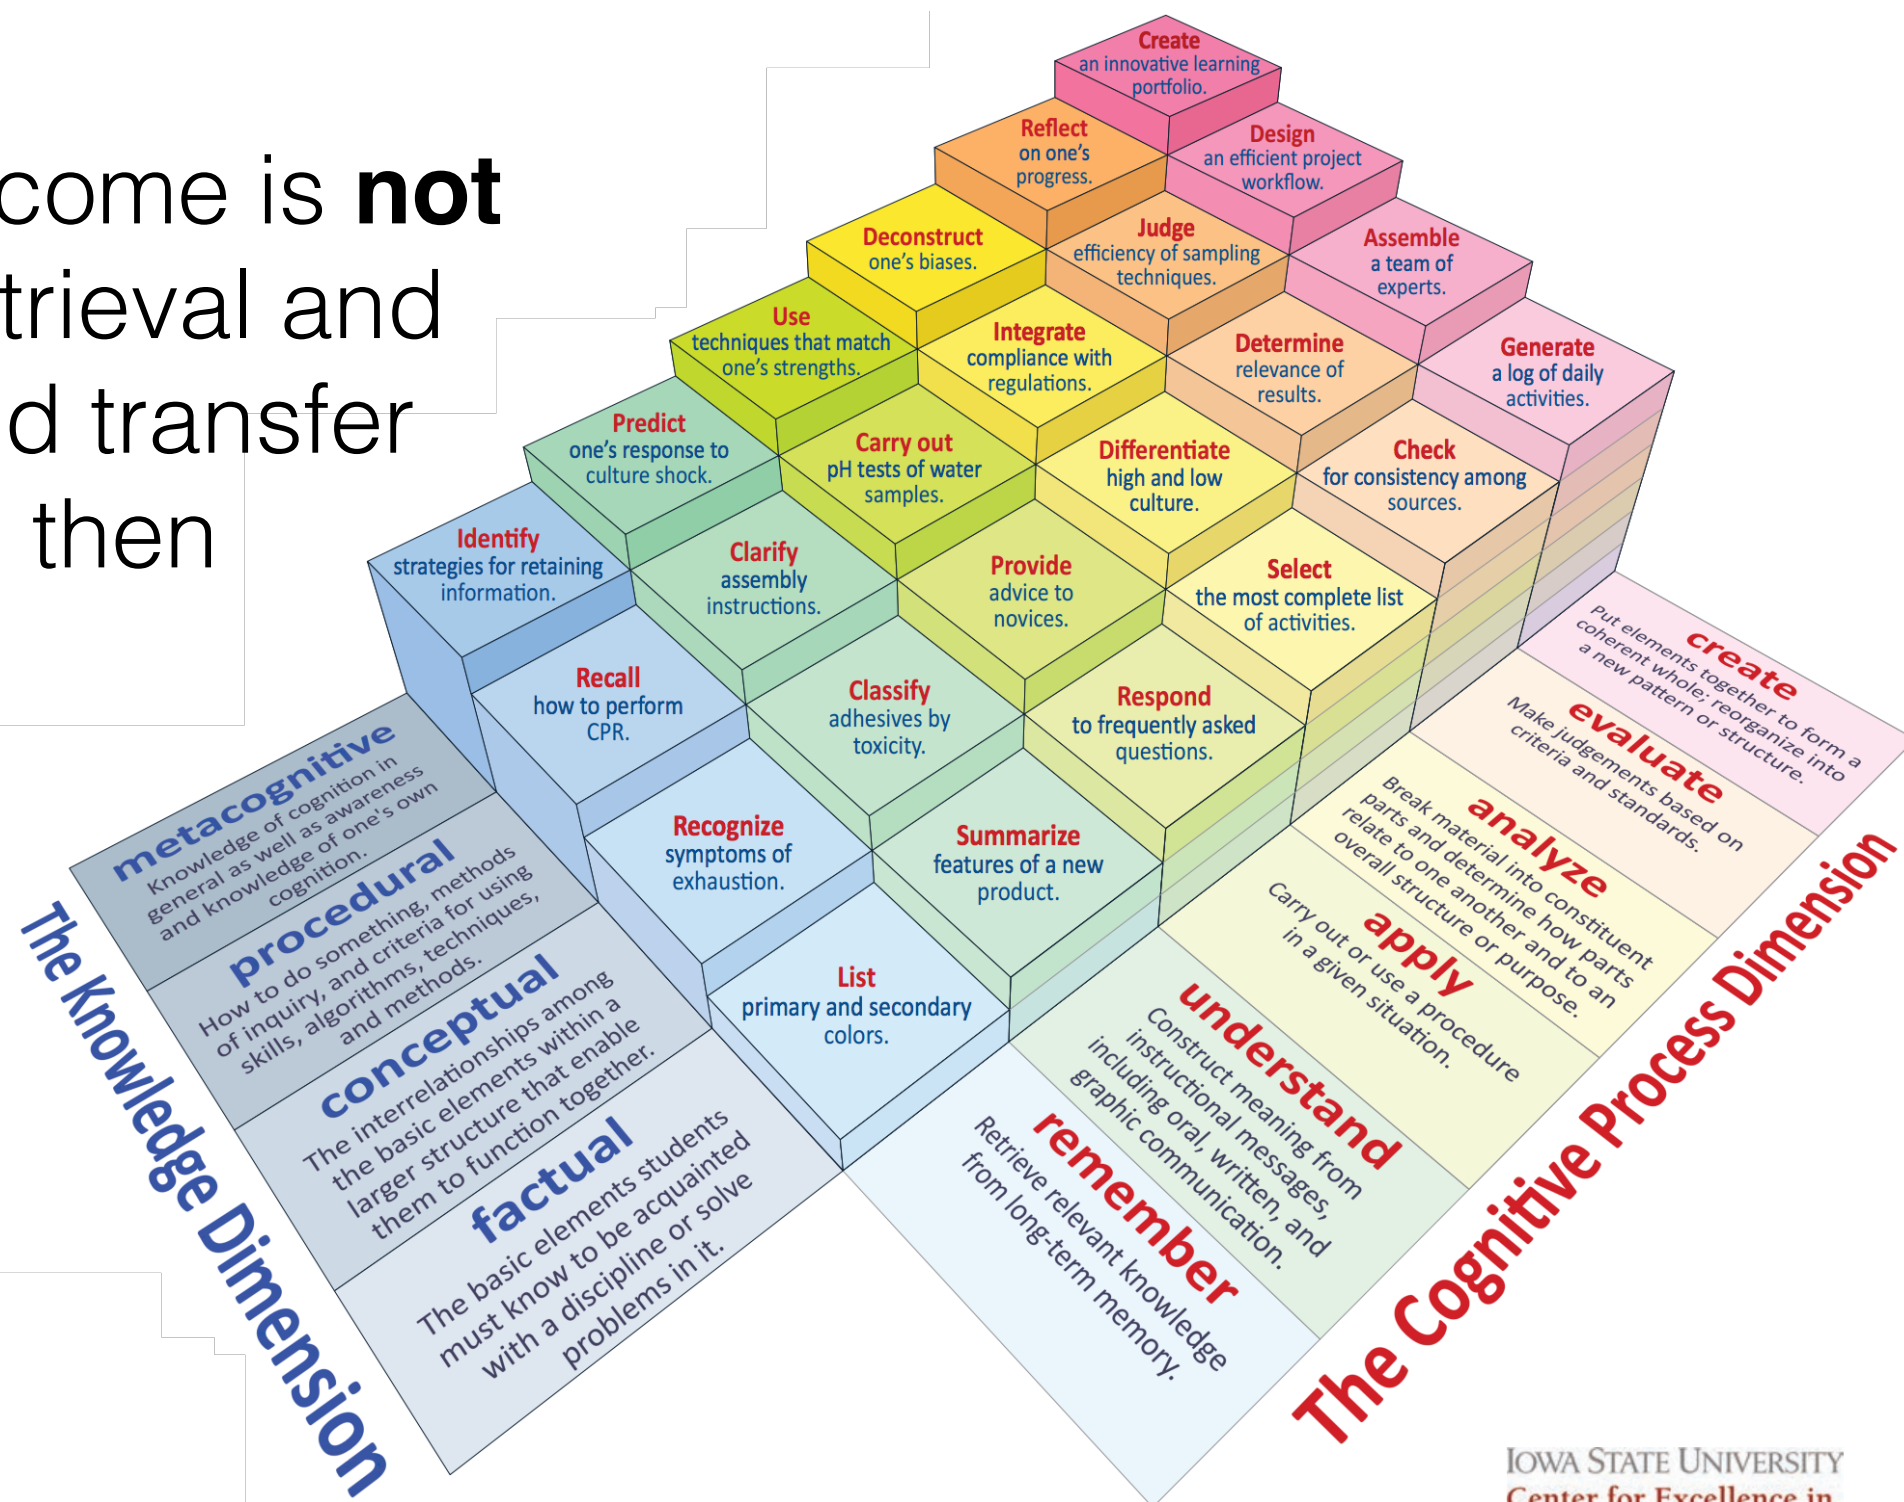 come is not
trieval and
d transfer
then
Create
an innovative learning
portfolio.
Reflect
on one's
progress.
Design
an efficient project
workflow.
Deconstruct
one's biases.
Judge
efficiency of sampling
techniques.
Assemble
a team of
experts.
Use
techniques that match
one's strengths.
Integrate
compliance with
regulations.
Determine
relevance of
results.
Generate
a log of daily
activities.
Predict
one's response to
culture shock.
Carry out
pH tests of water
samples.
Differentiate
high and low
culture.
Check
for consistency among
sources.
Identify
strategies for retaining
information.
Clarify
assembly
instructions.
Provide
advice to
novices.
Select
the most complete list
of activities.
Recall
how to perform
CPR.
Classify
adhesives by
toxicity.
Respond
to frequently asked
questions.
Recognize
symptoms of
exhaustion.
Summarize
features of a new
product.
List
primary and secondary
colors.
metacognitive
Knowledge of cognition in
general as well as awareness
and knowledge of one's own
cognition.
procedural
How to do something, methods
of inquiry, and criteria for using
skills, algorithms, techniques,
and methods.
conceptual
The interrelationships among
the basic elements within a
larger structure that enable
them to function together.
factual
The basic elements students
must know to be acquainted
with a discipline or solve
problems in it.
The Knowledge Dimension
create
Put elements together to form a
coherent whole; reorganize into
a new pattern or structure.
evaluate
Make judgements based on
criteria and standards.
analyze
Break material into constituent
parts and determine how parts
relate to one another and to an
overall structure or purpose.
apply
Carry out or use a procedure
in a given situation.
understand
Construct meaning from
instructional messages,
including oral, written, and
graphic communication.
remember
Retrieve relevant knowledge
from long-term memory.
The Cognitive Process Dimension
IOWA STATE UNIVERSITY
Center for Excellence in